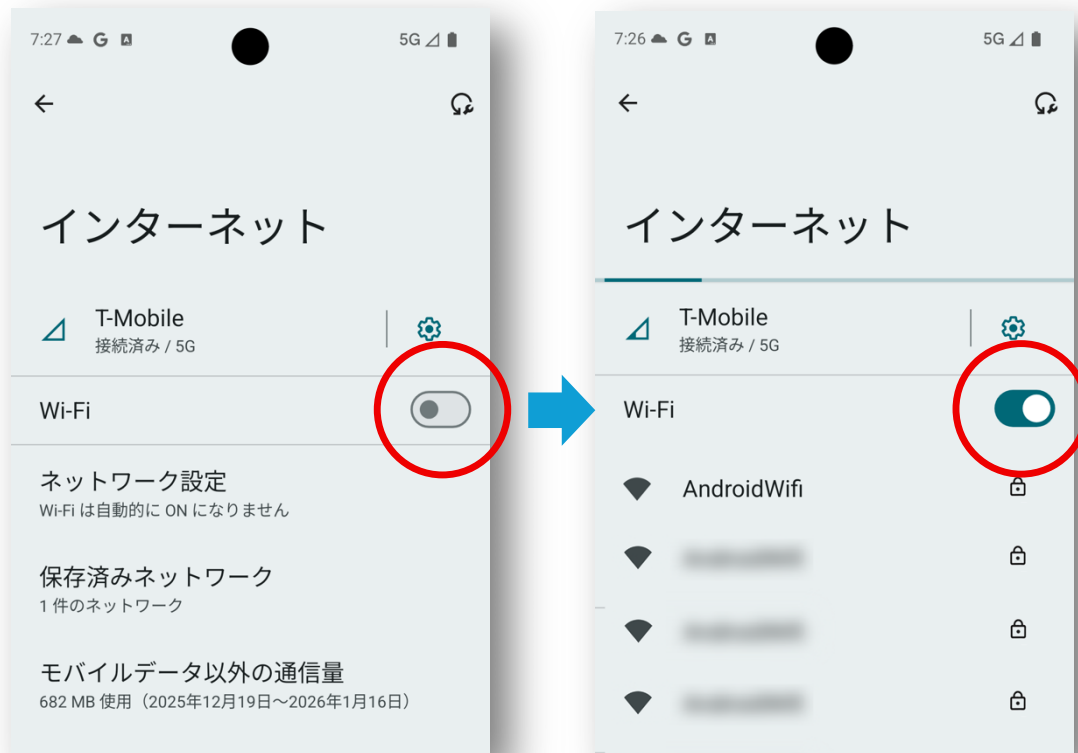 7:27 G A 5G
インターネット
T-Mobile
接続済み / 5G
Wi-Fi
ネットワーク設定
Wi-Fi は自動的に ON になりません
保存済みネットワーク
1 件のネットワーク
モバイルデータ以外の通信量
682 MB 使用（2025年12月19日～2026年1月16日）
7:26 G A 5G
インターネット
T-Mobile
接続済み / 5G
Wi-Fi
AndroidWifi